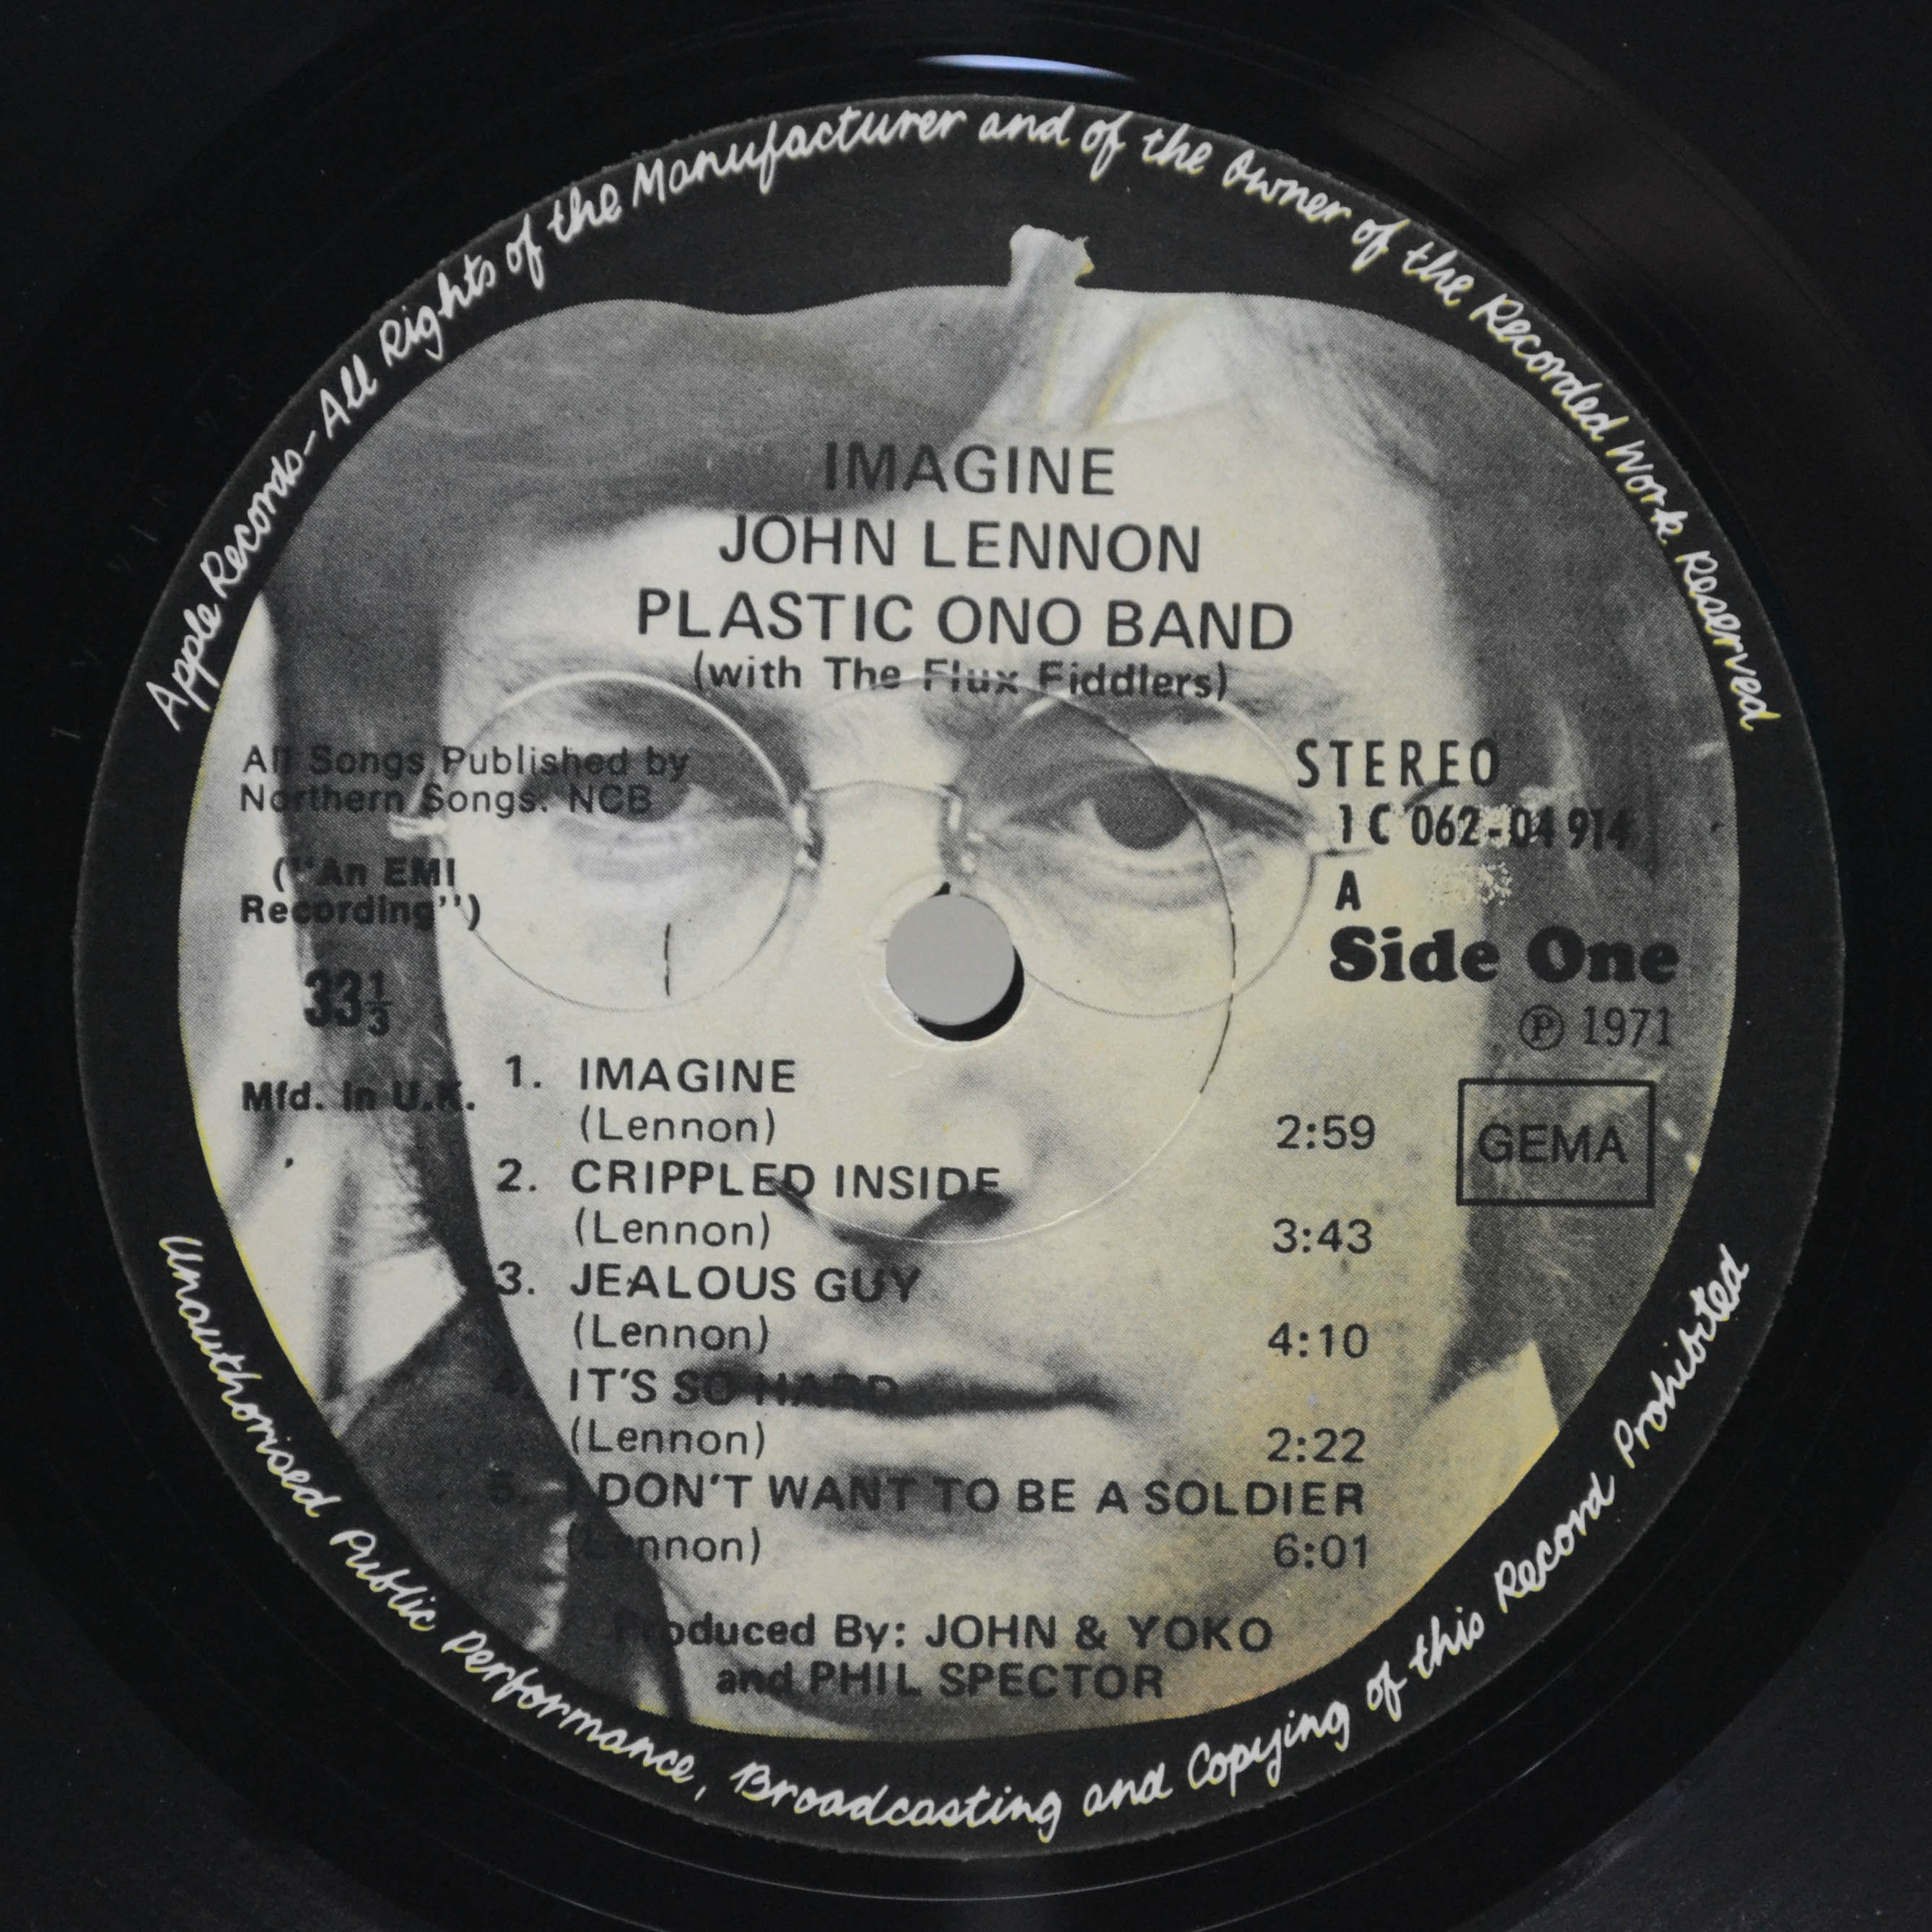 Apple Records - All Rights of the Manufacturer and of the Owner of the Recorded Work Reserved
IMAGINE
JOHN LENNON
PLASTIC ONO BAND
(with The Flux Fiddlers)
All Songs Published by
Northern Songs. NCB
(''An EMI
Recording'')
33⅓
Mfd. In U.K.
STEREO
1C 062-04 914
A
Side One
℗ 1971
GEMA
1. IMAGINE
(Lennon) 2:59
2. CRIPPLED INSIDE
(Lennon) 3:43
3. JEALOUS GUY
(Lennon) 4:10
4. IT'S SO HARD
(Lennon) 2:22
5. I DON'T WANT TO BE A SOLDIER
(Lennon) 6:01
Produced By: JOHN & YOKO
and PHIL SPECTOR
Unauthorised Public Performance, Broadcasting and Copying of this Record Prohibited